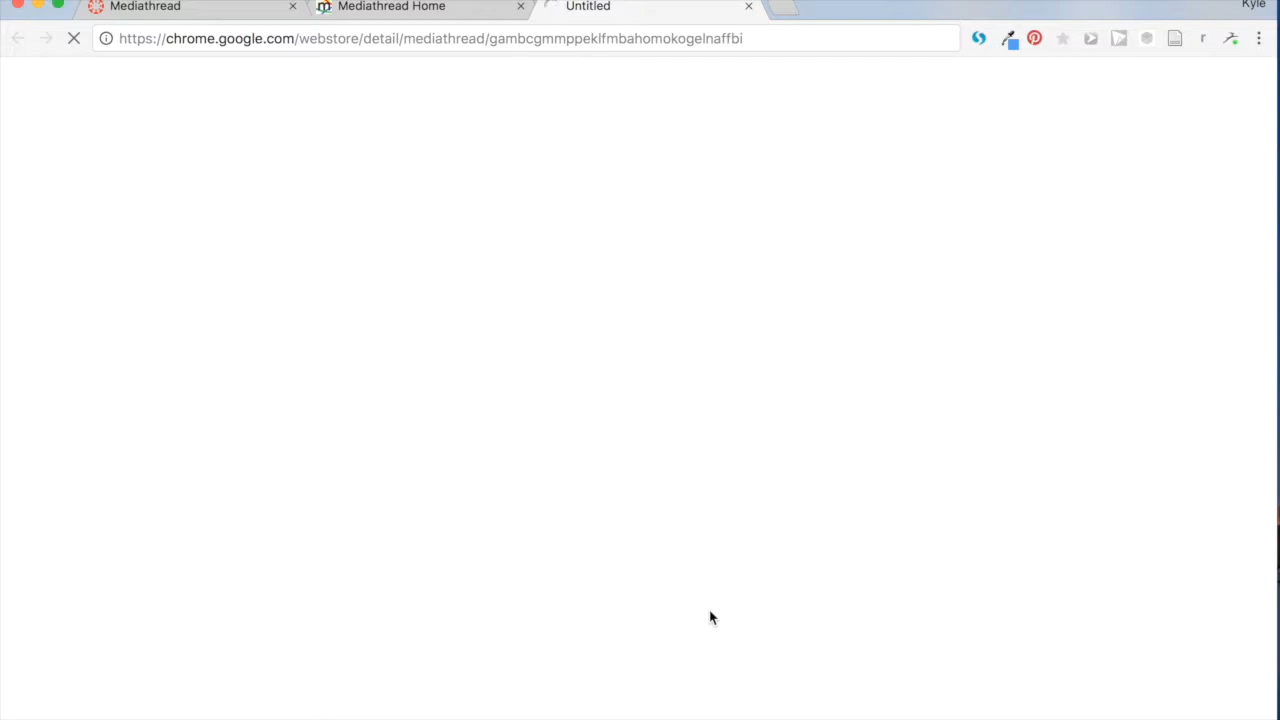 Mediathread
Mediathread Home
Untitled
Kyle
https://chrome.google.com/webstore/detail/mediathread/gambcgmmppeklfmbahomokogelnaffbi